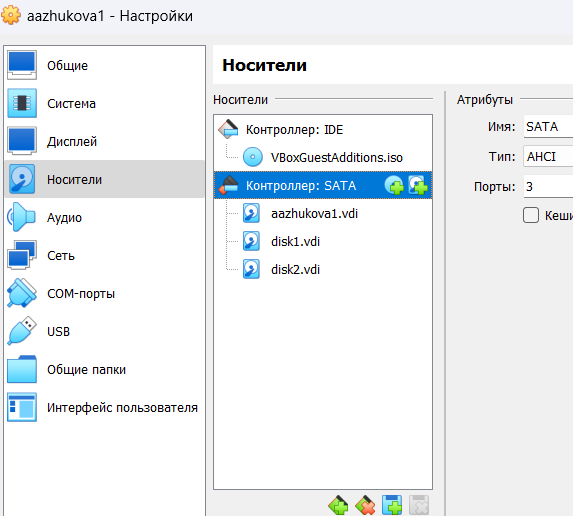 aazhukova1 - Настройки
Общие
Система
Дисплей
Носители
Аудио
Сеть
COM-порты
USB
Общие папки
Интерфейс пользователя
Носители
Носители
Контроллер: IDE
VBoxGuestAdditions.iso
Контроллер: SATA
aazhukova1.vdi
disk1.vdi
disk2.vdi
Атрибуты
Имя: SATA
Тип: AHCI
Порты: 3
Кеши